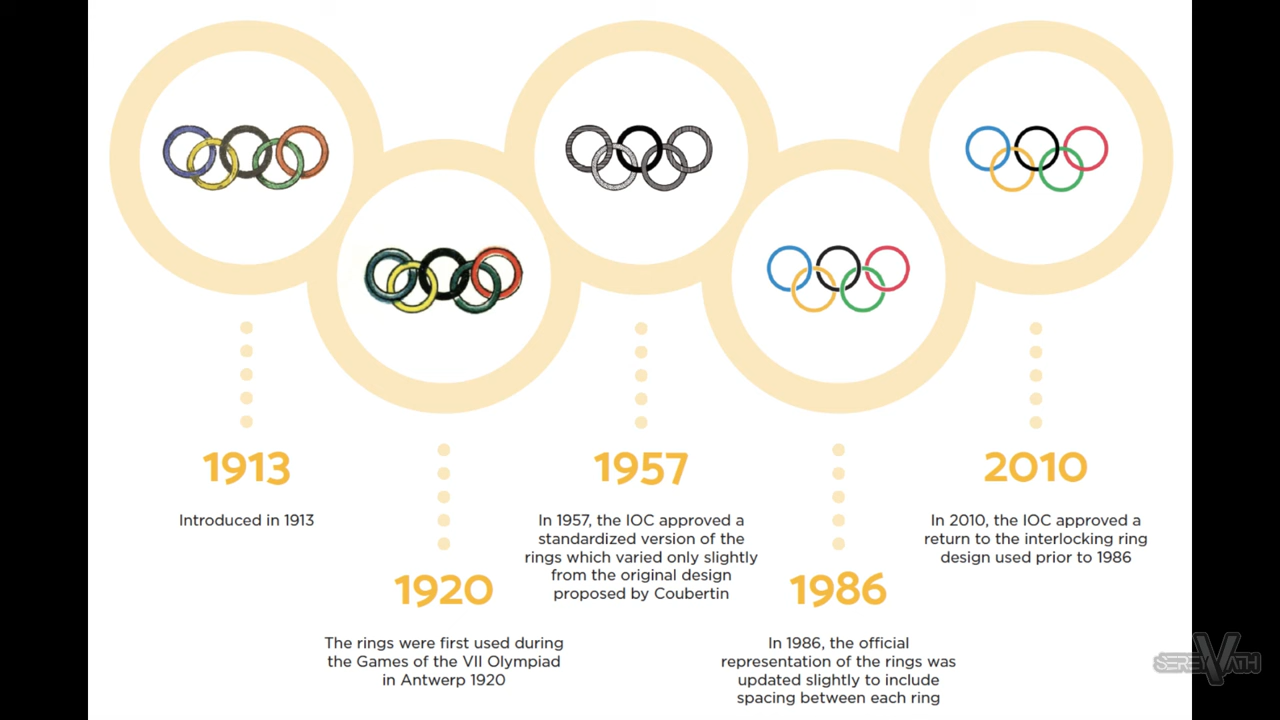 1913
Introduced in 1913
1920
The rings were first used during
the Games of the VII Olympiad
in Antwerp 1920
1957
In 1957, the IOC approved a
standardized version of the
rings which varied only slightly
from the original design
proposed by Coubertin
1986
In 1986, the official
representation of the rings was
updated slightly to include
spacing between each ring
2010
In 2010, the IOC approved a
return to the interlocking ring
design used prior to 1986
SEREYVATH